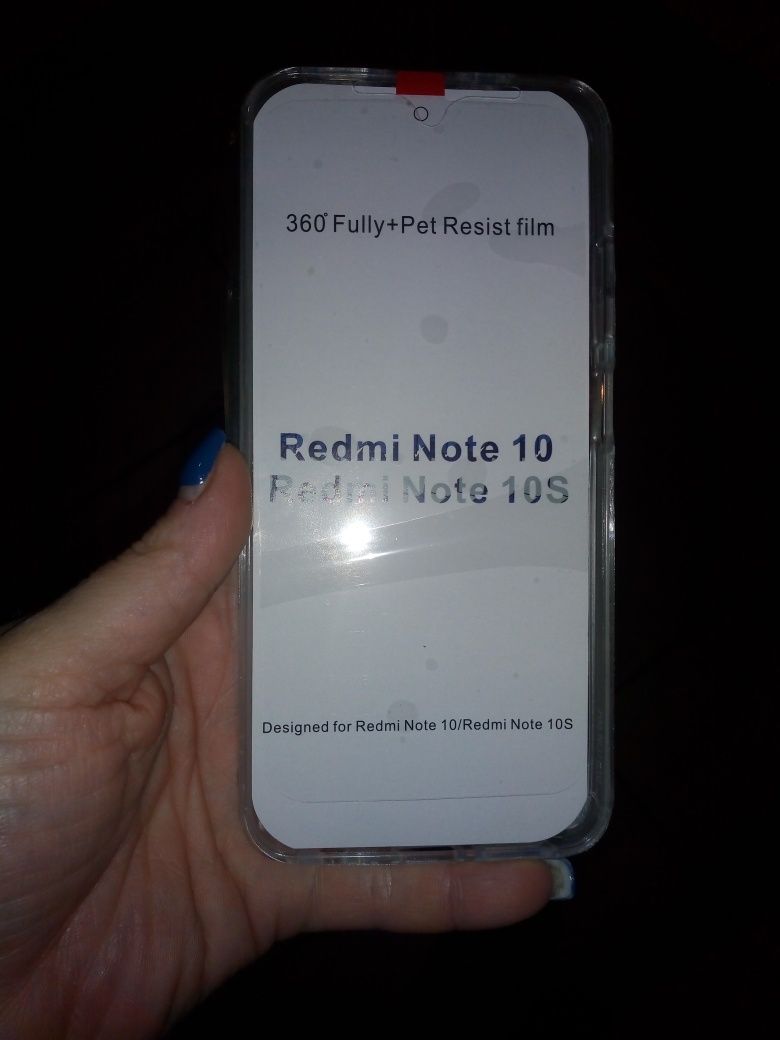 360° Fully+Pet Resist film
Redmi Note 10
Redmi Note 10S
Designed for Redmi Note 10/Redmi Note 10S